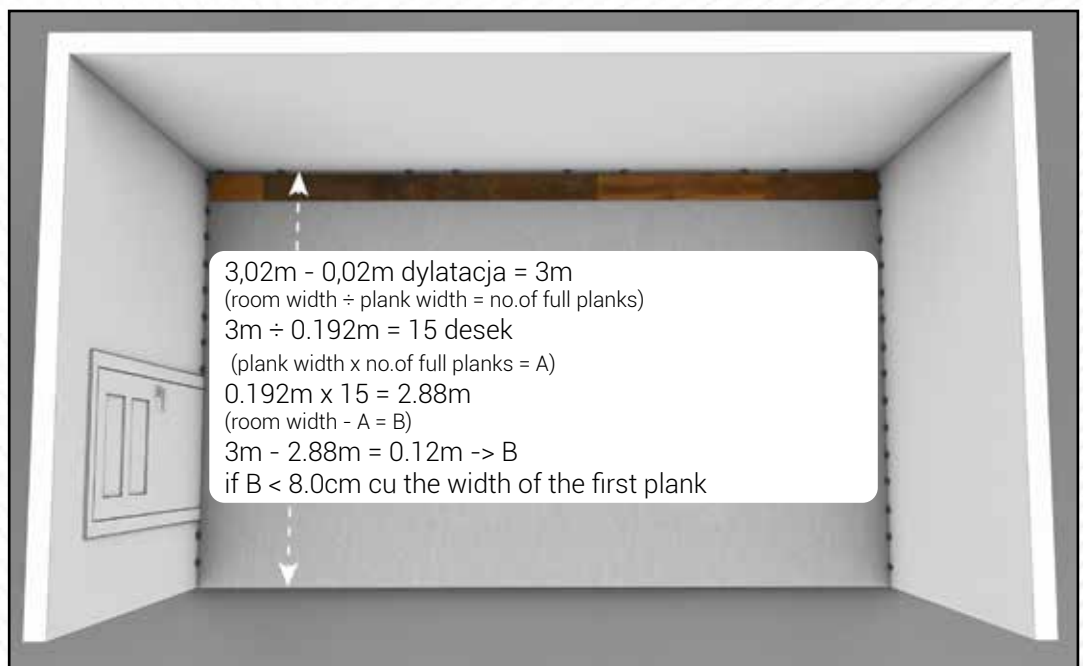 3,02m - 0,02m dylatacja = 3m
(room width ÷ plank width = no.of full planks)
3m ÷ 0.192m = 15 desek
(plank width x no.of full planks = A)
0.192m x 15 = 2.88m
(room width - A = B)
3m - 2.88m = 0.12m -> B
if B < 8.0cm cu the width of the first plank